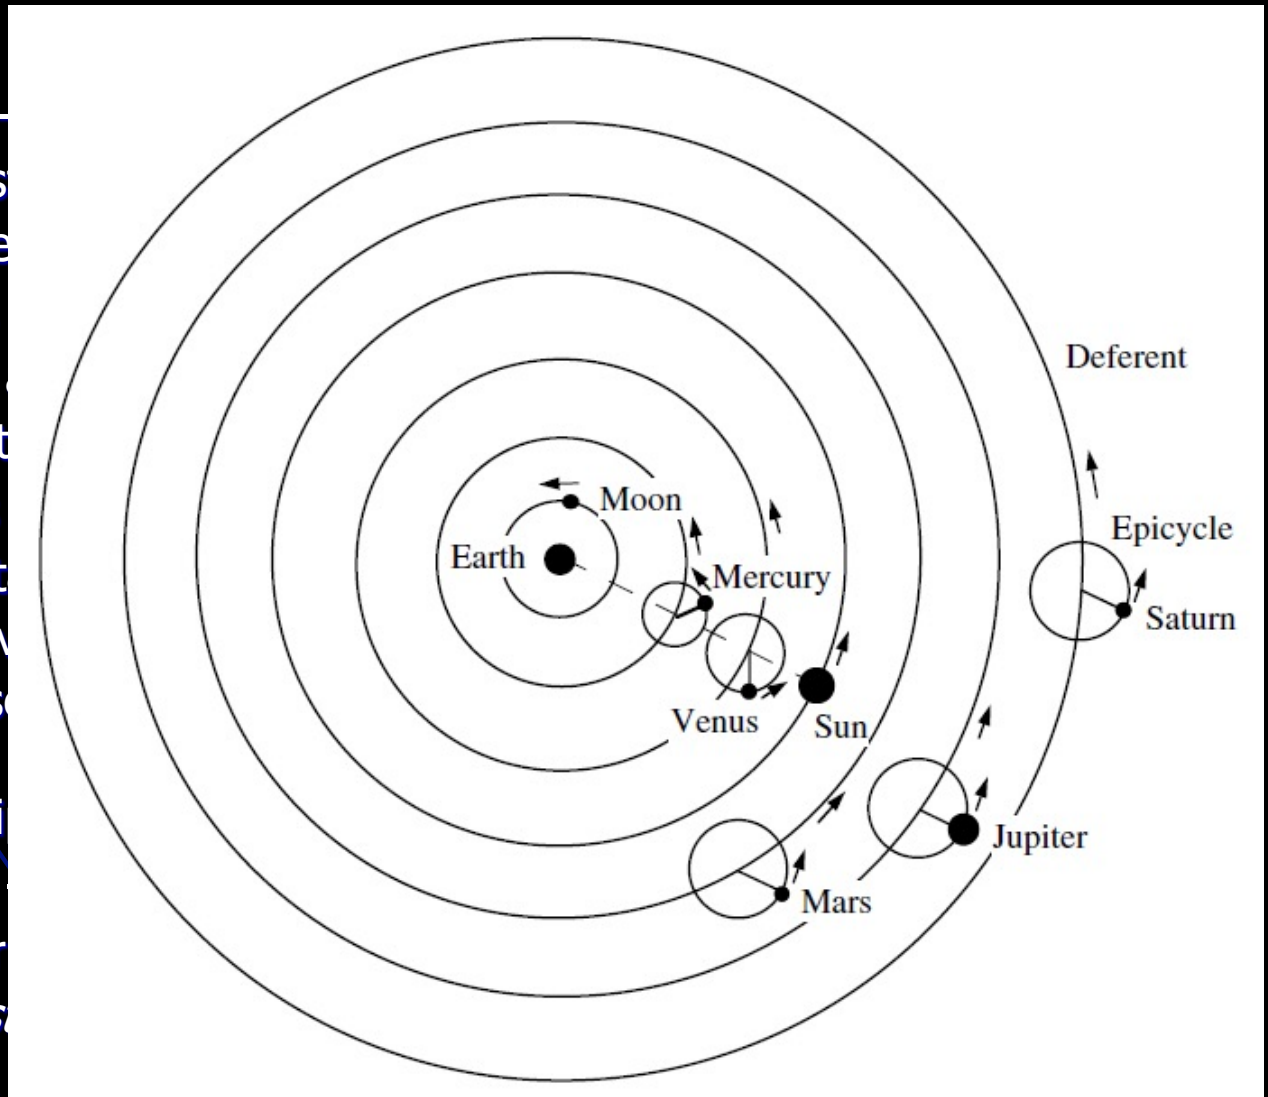 Deferent
Moon
Epicycle
Earth
Mercury
Saturn
Venus
Sun
Jupiter
Mars